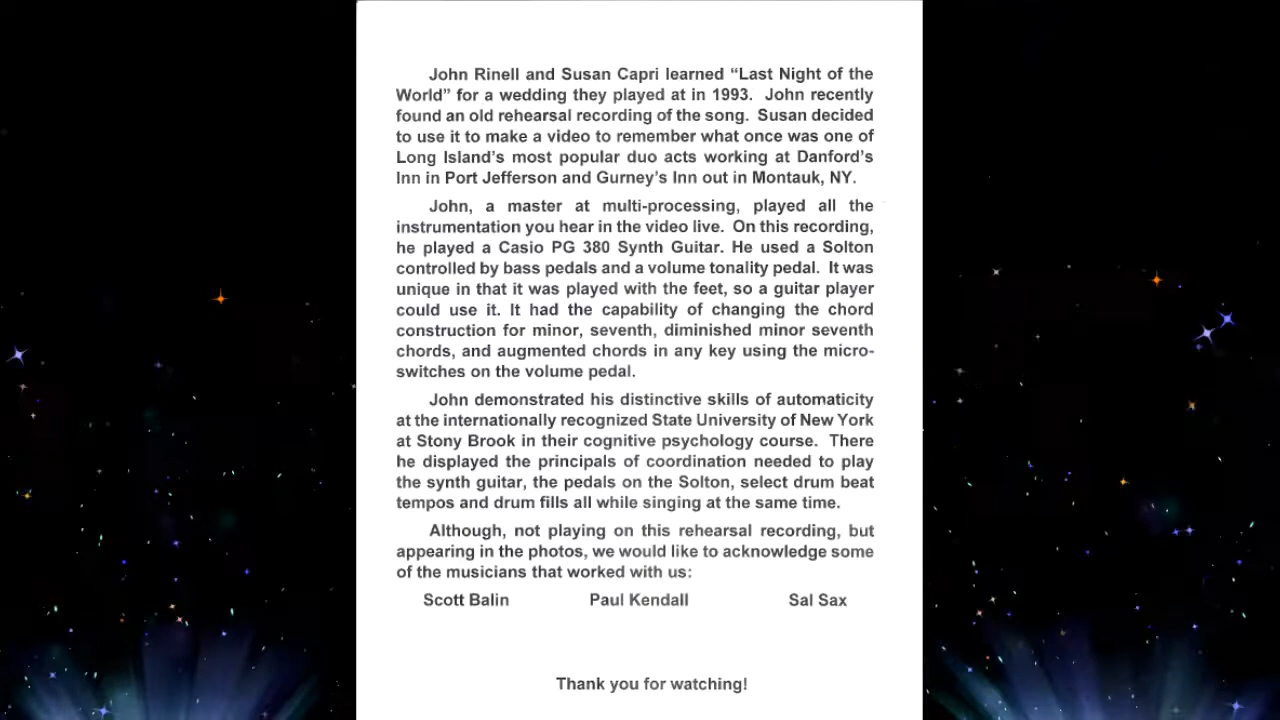 John Rinell and Susan Capri learned “Last Night of the
World” for a wedding they played at in 1993. John recently
found an old rehearsal recording of the song. Susan decided
to use it to make a video to remember what once was one of
Long Island’s most popular duo acts working at Danford’s
Inn in Port Jefferson and Gurney’s Inn out in Montauk, NY.
John, a master at multi-processing, played all the
instrumentation you hear in the video live. On this recording,
he played a Casio PG 380 Synth Guitar. He used a Solton
controlled by bass pedals and a volume tonality pedal. It was
unique in that it was played with the feet, so a guitar player
could use it. It had the capability of changing the chord
construction for minor, seventh, diminished minor seventh
chords, and augmented chords in any key using the micro-
switches on the volume pedal.
John demonstrated his distinctive skills of automaticity
at the internationally recognized State University of New York
at Stony Brook in their cognitive psychology course. There
he displayed the principals of coordination needed to play
the synth guitar, the pedals on the Solton, select drum beat
tempos and drum fills all while singing at the same time.
Although, not playing on this rehearsal recording, but
appearing in the photos, we would like to acknowledge some
of the musicians that worked with us:
Scott Balin Paul Kendall Sal Sax
Thank you for watching!